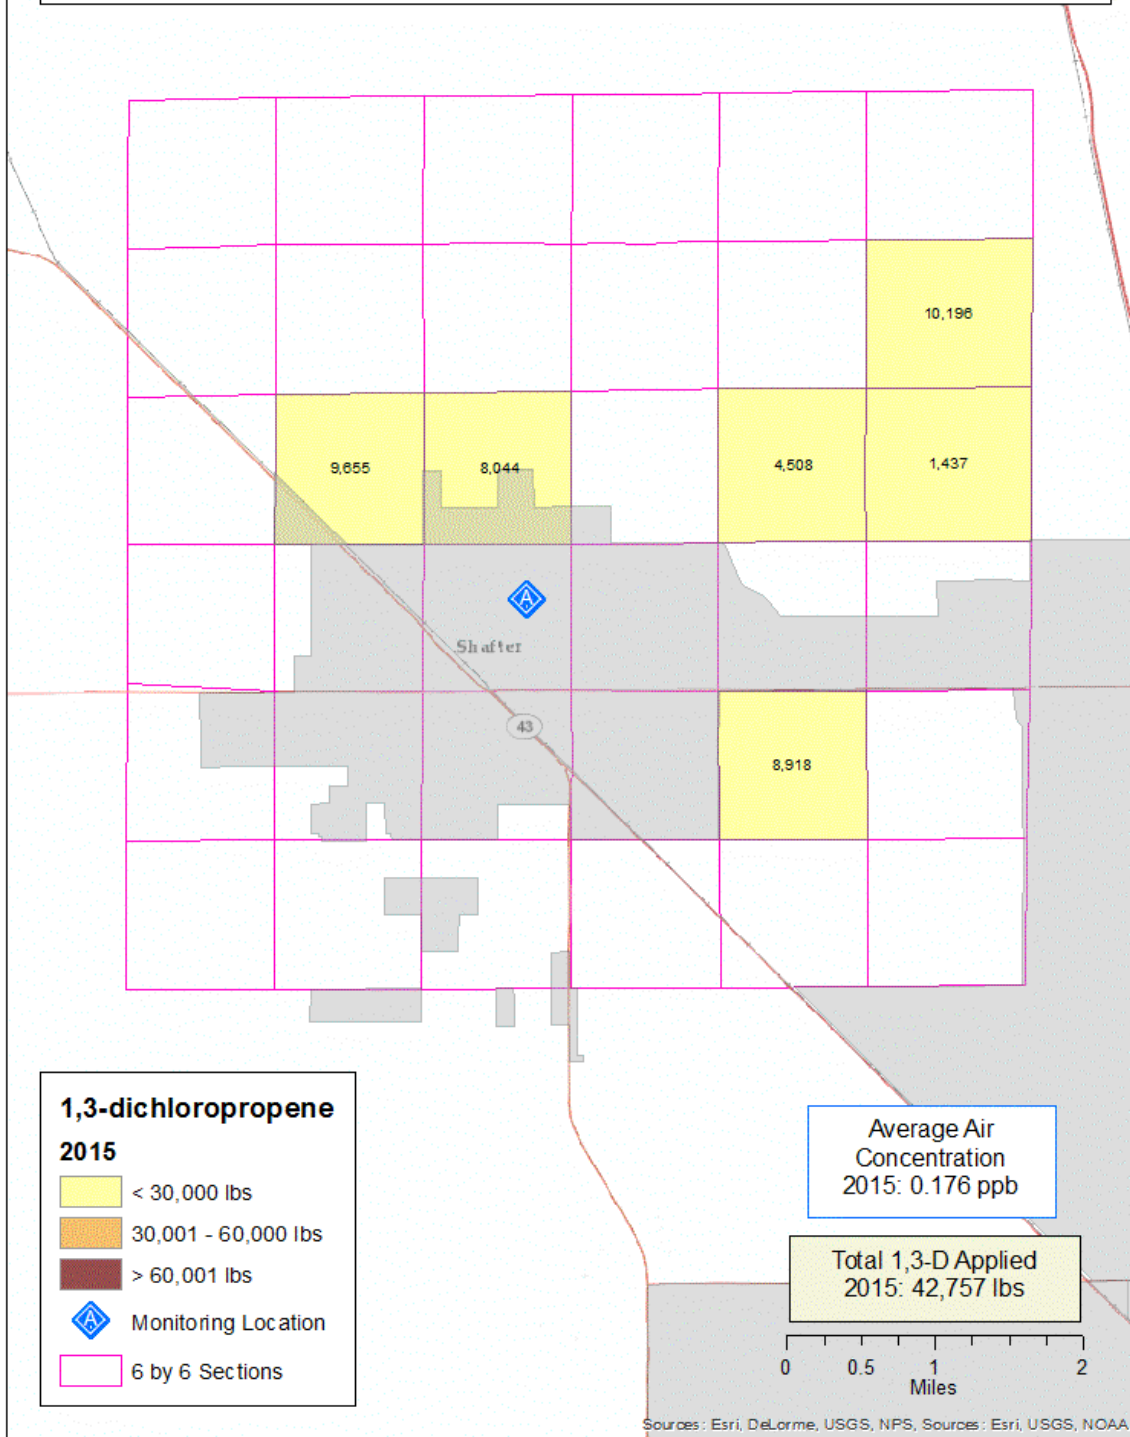 10,196
9,655
8,044
4,508
1,437
A
Shafter
43
8,918
1,3-dichloropropene
2015
< 30,000 lbs
30,001 - 60,000 lbs
> 60,001 lbs
A
Monitoring Location
6 by 6 Sections
Average Air
Concentration
2015: 0.176 ppb
Total 1,3-D Applied
2015: 42,757 lbs
0 0.5 1 2
Miles
Sources: Esri, DeLorme, USGS, NPS, Sources: Esri, USGS, NOAA